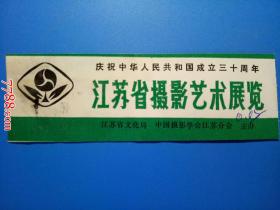 庆祝中华人民共和国成立三十周年
江苏省摄影艺术展览
江苏省文化局 中国摄影学会江苏分会 主办
7788.com